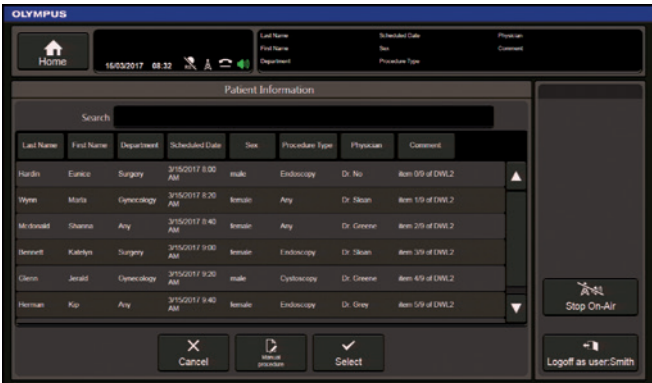 OLYMPUS
Last Name Scheduled Date Physician
First Name Sex Comment
Department Procedure Type
Home
15/03/2017 08:32
Patient Information
Search
Last Name First Name Department Scheduled Date Sex Procedure Type Physician Comment
Hardin Eunice Surgery 3/15/2017 8:00 AM male Endoscopy Dr. No item 0/9 of DWL2
Wynn Marla Gynecology 3/15/2017 8:20 AM female Any Dr. Sloan item 1/9 of DWL2
Mcdonald Shanna Any 3/15/2017 8:40 AM female Any Dr. Greene item 2/9 of DWL2
Bennett Katelyn Surgery 3/15/2017 9:00 AM female Endoscopy Dr. Sloan item 3/9 of DWL2
Glenn Jerald Gynecology 3/15/2017 9:20 AM male Cystoscopy Dr. Greene item 4/9 of DWL2
Herman Kip Any 3/15/2017 9:40 AM female Endoscopy Dr. Grey item 5/9 of DWL2
Cancel
Manual procedure
Select
Stop On-Air
Logoff as user:Smith